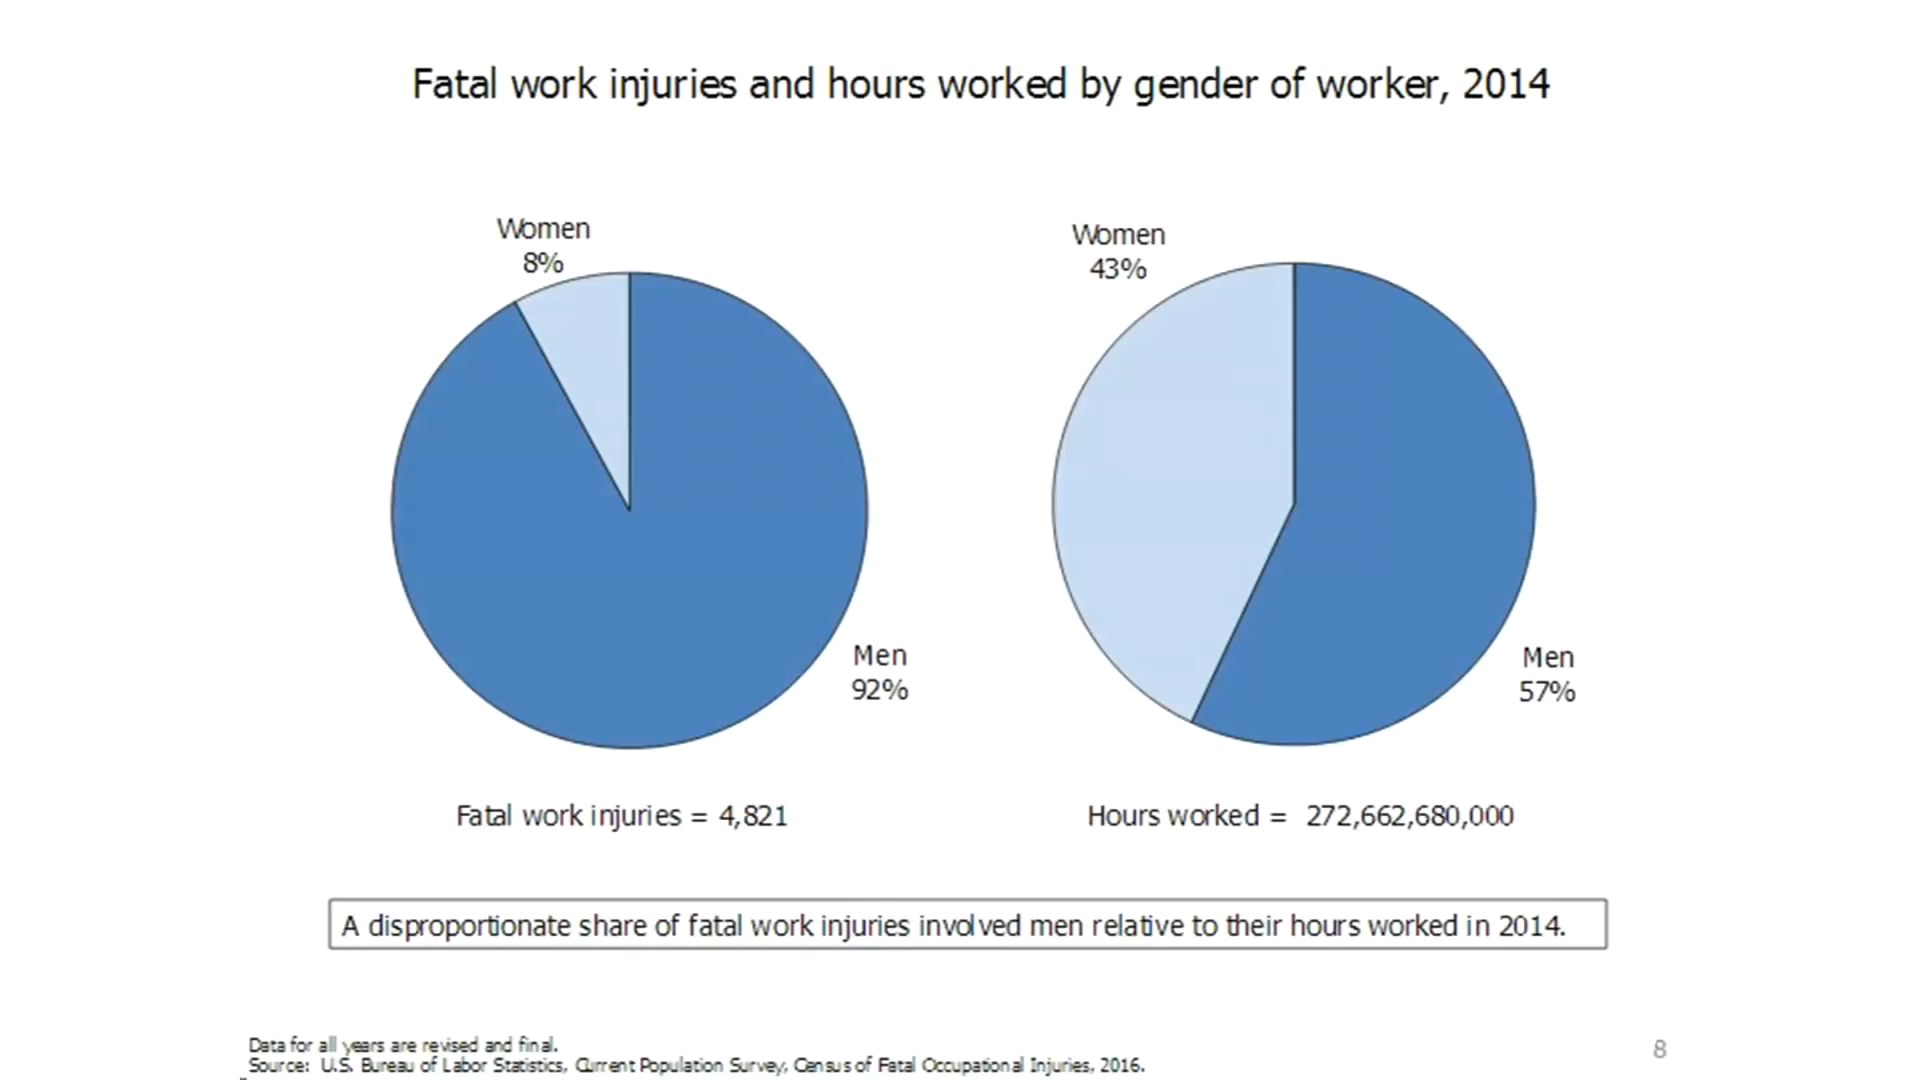 Fatal work injuries and hours worked by gender of worker, 2014
Women
8%
Men
92%
Fatal work injuries = 4,821
Women
43%
Men
57%
Hours worked = 272,662,680,000
A disproportionate share of fatal work injuries involved men relative to their hours worked in 2014.
Data for all years are revised and final.
Source: U.S. Bureau of Labor Statistics, Current Population Survey, Census of Fatal Occupational Injuries, 2016.
8